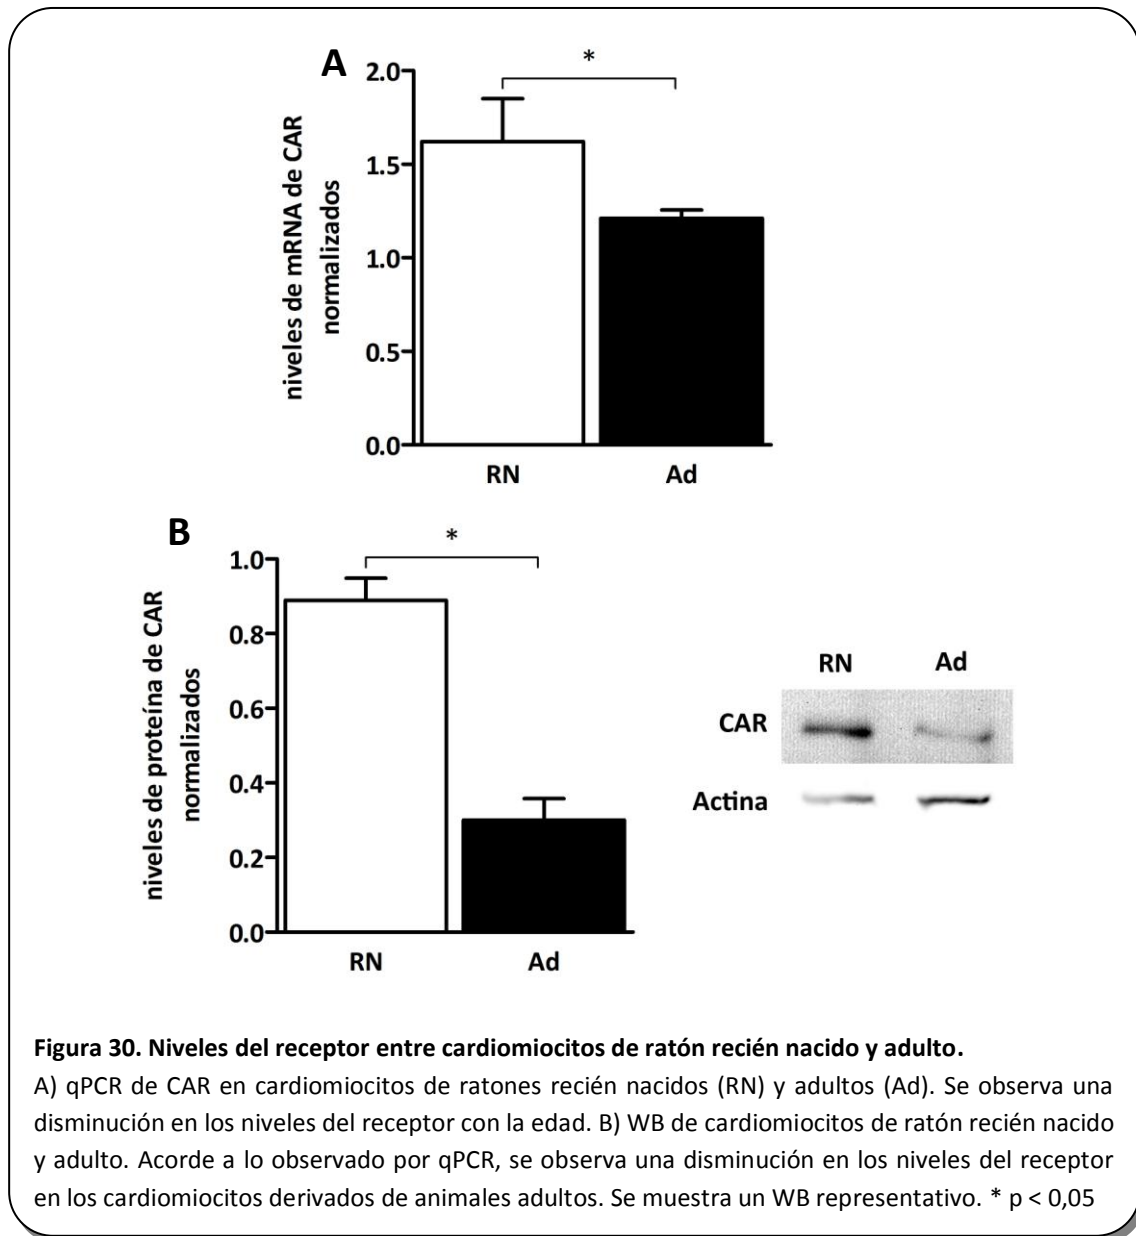 A
*
niveles de mRNA de CAR
normalizados
2.0
1.5
1.0
0.5
0.0
RN Ad
B
*
niveles de proteína de CAR
normalizados
1.0
0.8
0.6
0.4
0.2
0.0
RN Ad
RN Ad
CAR
Actina
Figura 30. Niveles del receptor entre cardiomiocitos de ratón recién nacido y adulto.
A) qPCR de CAR en cardiomiocitos de ratones recién nacidos (RN) y adultos (Ad). Se observa una
disminución en los niveles del receptor con la edad. B) WB de cardiomiocitos de ratón recién nacido
y adulto. Acorde a lo observado por qPCR, se observa una disminución en los niveles del receptor
en los cardiomiocitos derivados de animales adultos. Se muestra un WB representativo. * p < 0,05